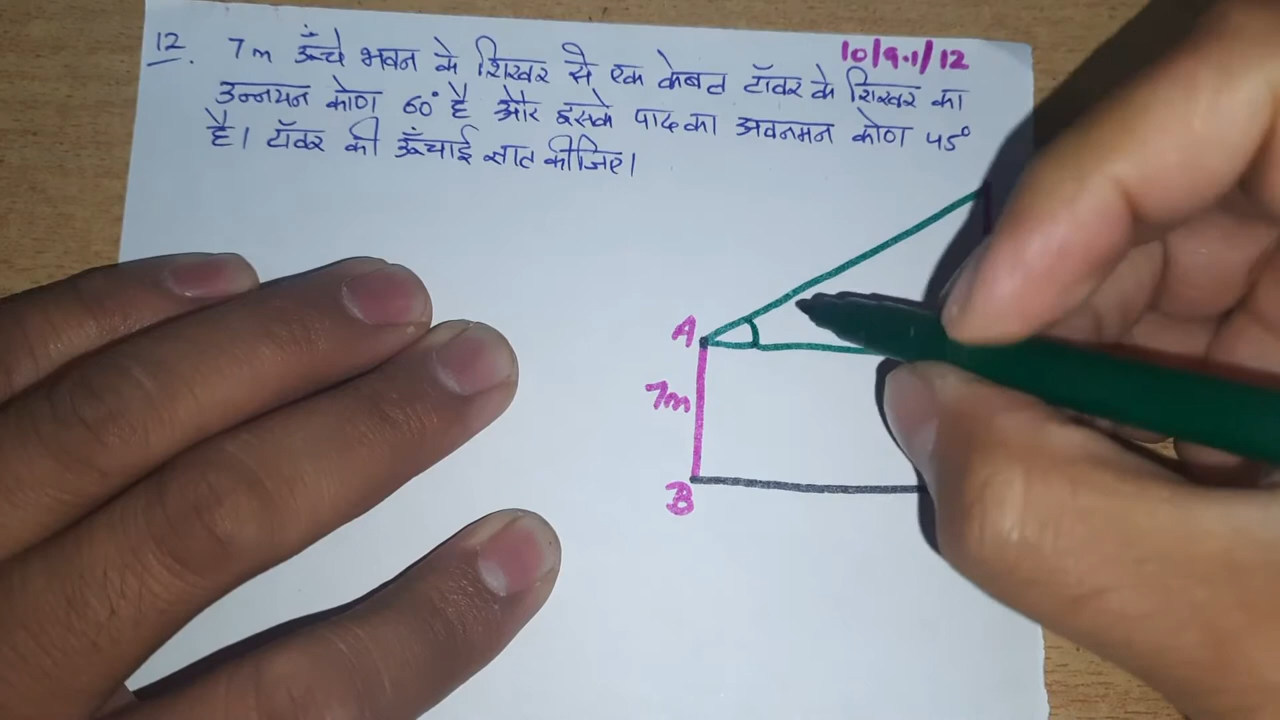 10/9.1/12
12. 7m ऊँचे भवन के शिखर से एक केबल टॉवर के शिखर का
उन्नयन कोण 60° है और इसके पाद का अवनमन कोण 45°
है। टॉवर की ऊँचाई ज्ञात कीजिए।
A
7m
B